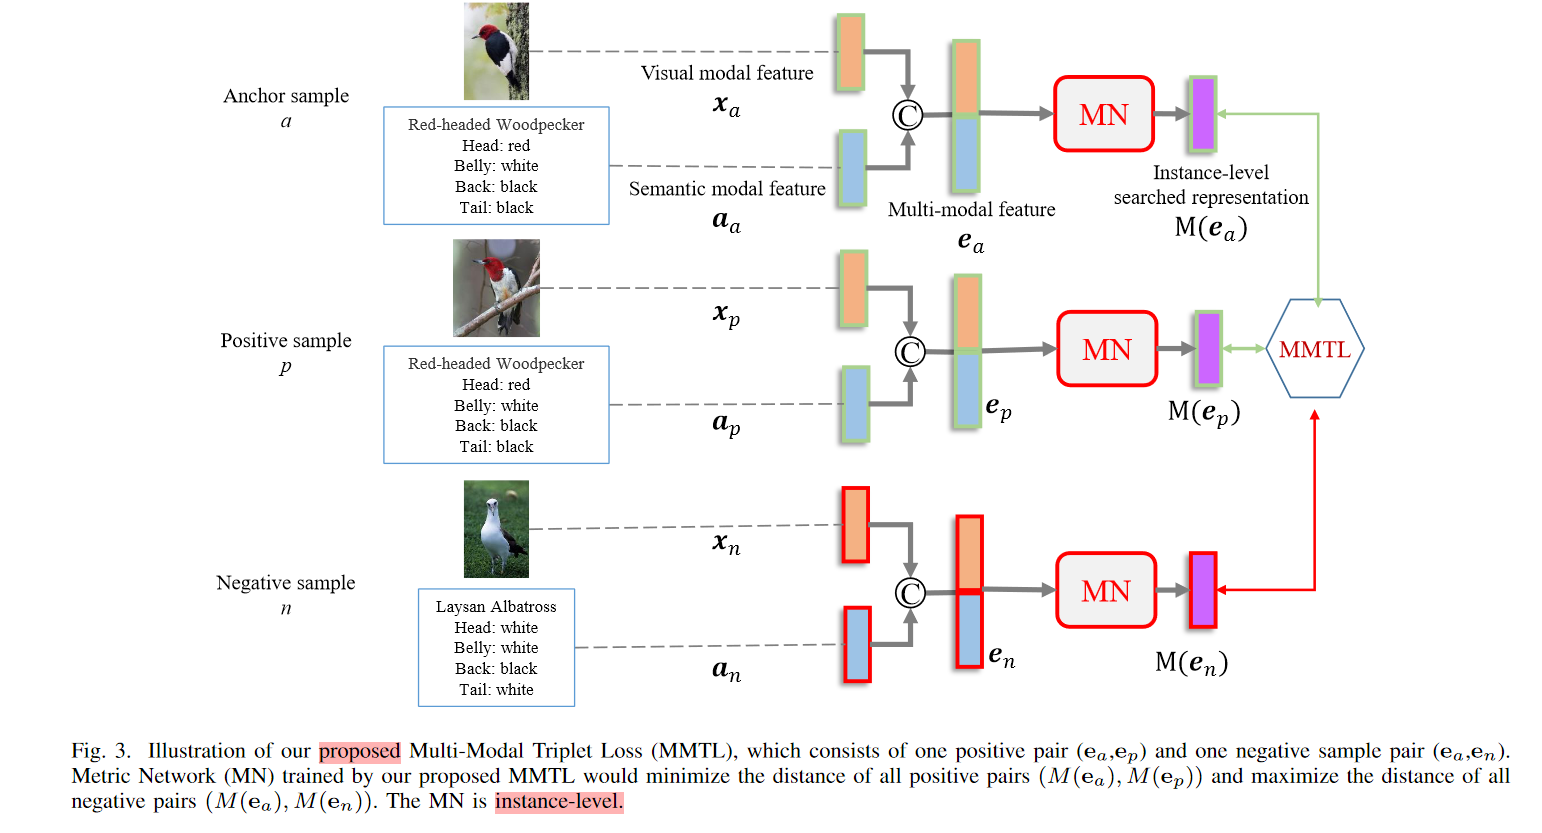 Anchor sample
a
Red-headed Woodpecker
Head: red
Belly: white
Back: black
Tail: black
Visual modal feature
x_a
Semantic modal feature
a_a
C
Multi-modal feature
e_a
MN
Instance-level
searched representation
M(e_a)
Positive sample
p
Red-headed Woodpecker
Head: red
Belly: white
Back: black
Tail: black
x_p
a_p
C
e_p
MN
M(e_p)
MMTL
Negative sample
n
Laysan Albatross
Head: white
Belly: white
Back: black
Tail: white
x_n
a_n
C
e_n
MN
M(e_n)
Fig. 3. Illustration of our proposed Multi-Modal Triplet Loss (MMTL), which consists of one positive pair (e_a,e_p) and one negative sample pair (e_a,e_n).
Metric Network (MN) trained by our proposed MMTL would minimize the distance of all positive pairs (M(e_a), M(e_p)) and maximize the distance of all
negative pairs (M(e_a), M(e_n)). The MN is instance-level.